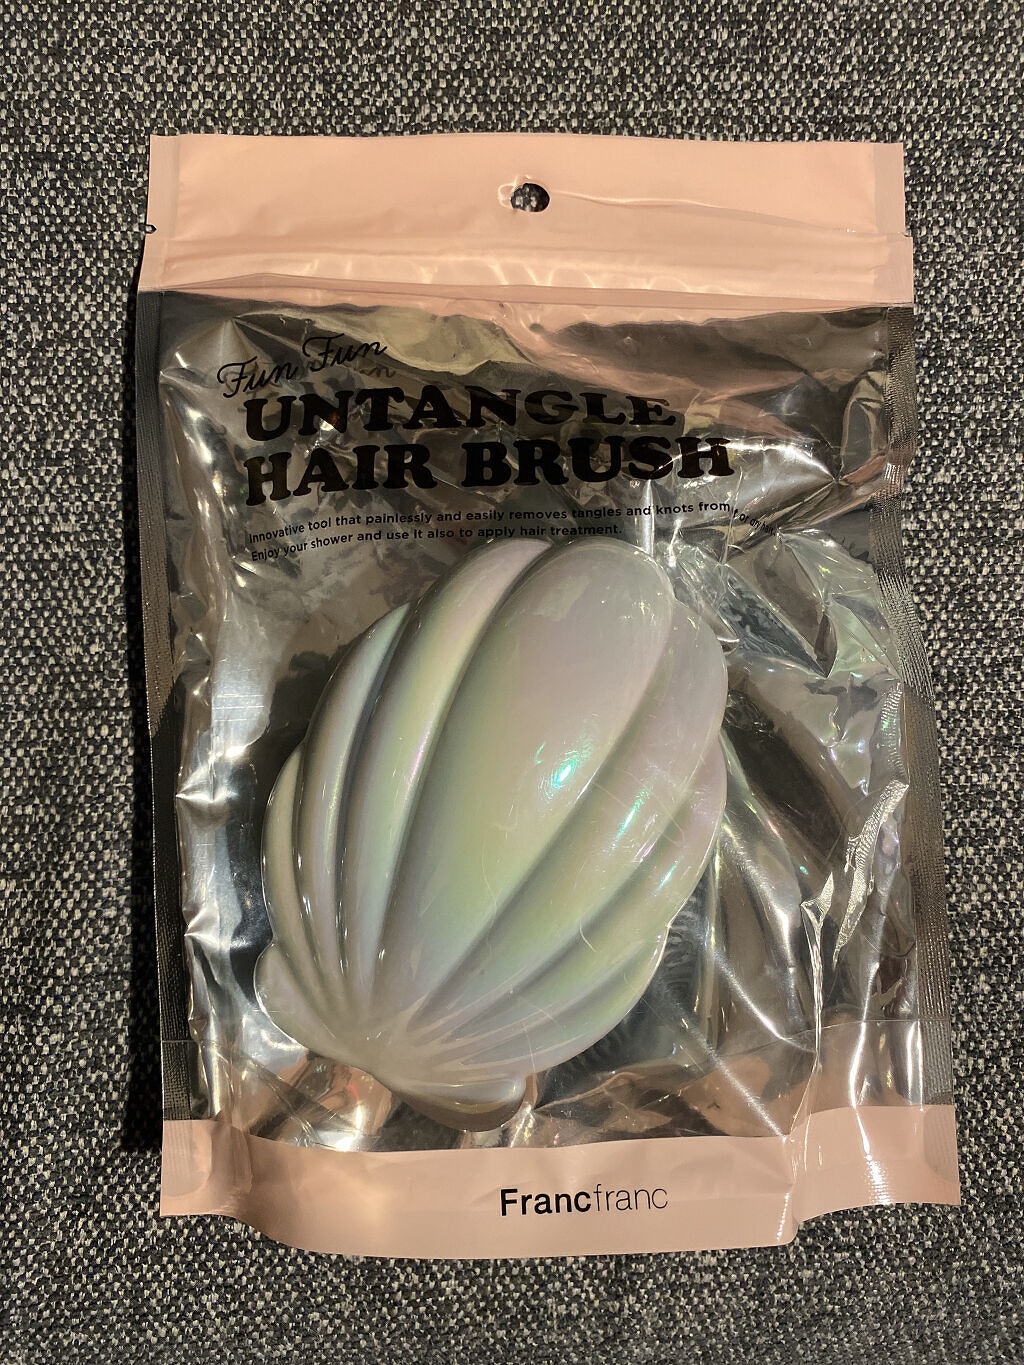 Fun Fun
UNTANGLE
HAIR BRUSH
Innovative tool that painlessly and easily removes tangles and knots from
Enjoy your shower and use it also to apply hair treatment.
Francfranc